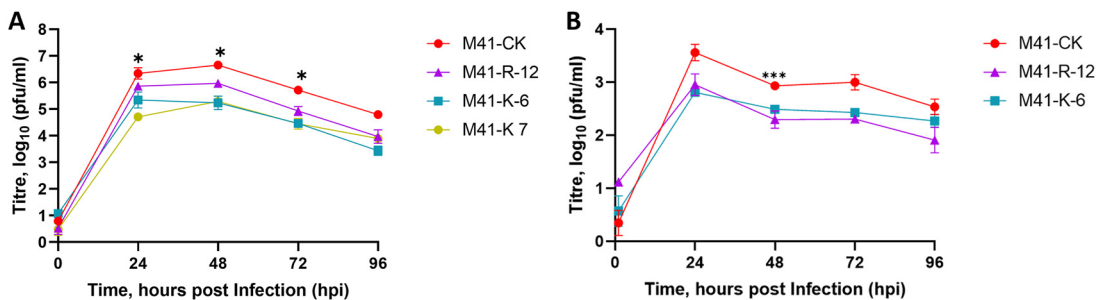 A
Titre, log10 (pfu/ml)
8
7
6
5
4
3
2
1
0
* * *
0 24 48 72 96
Time, hours post Infection (hpi)
M41-CK
M41-R-12
M41-K-6
M41-K 7
B
Titre, log10 (pfu/ml)
4
3
2
1
0
***
0 24 48 72 96
Time, hours post Infection (hpi)
M41-CK
M41-R-12
M41-K-6